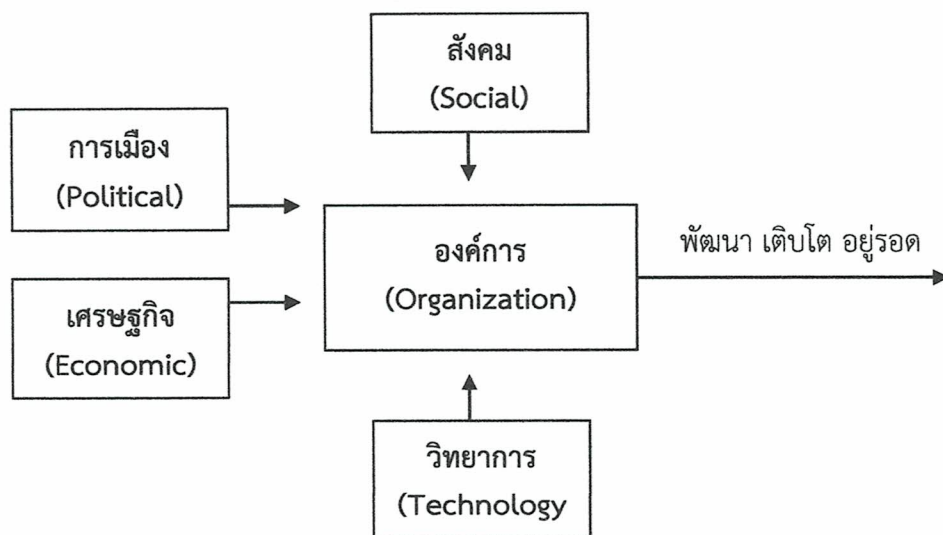 สังคม
(Social)
การเมือง
(Political)
องค์การ
(Organization)
พัฒนา เติบโต อยู่รอด
เศรษฐกิจ
(Economic)
วิทยาการ
(Technology